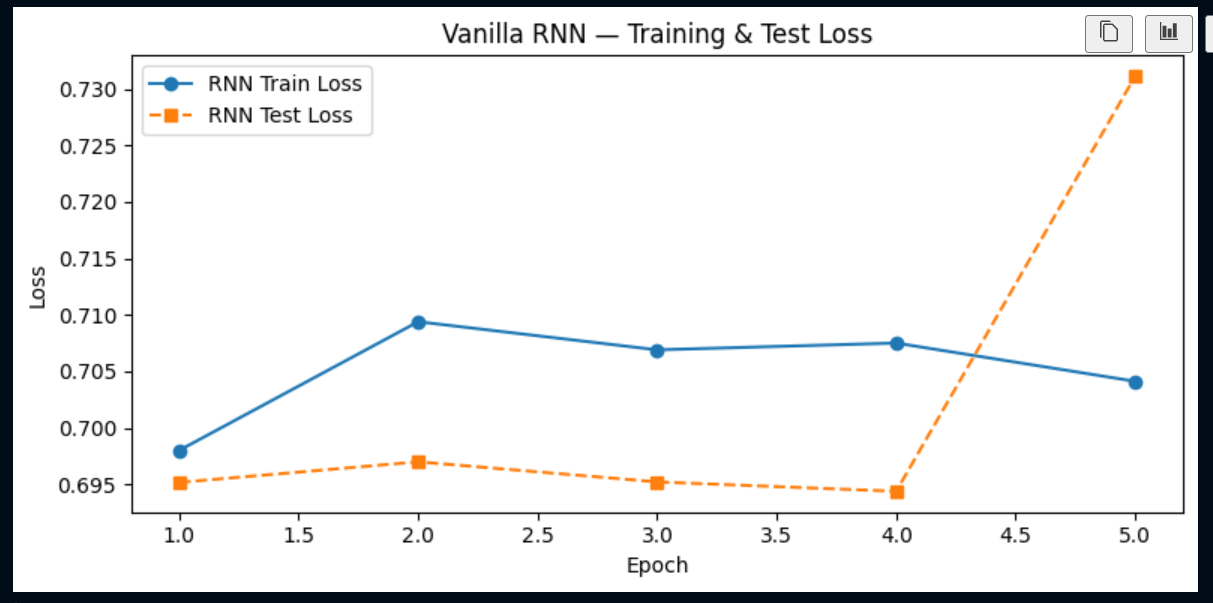 Vanilla RNN — Training & Test Loss
RNN Train Loss
RNN Test Loss
0.730
0.725
0.720
0.715
0.710
0.705
0.700
0.695
Loss
1.0 1.5 2.0 2.5 3.0 3.5 4.0 4.5 5.0
Epoch